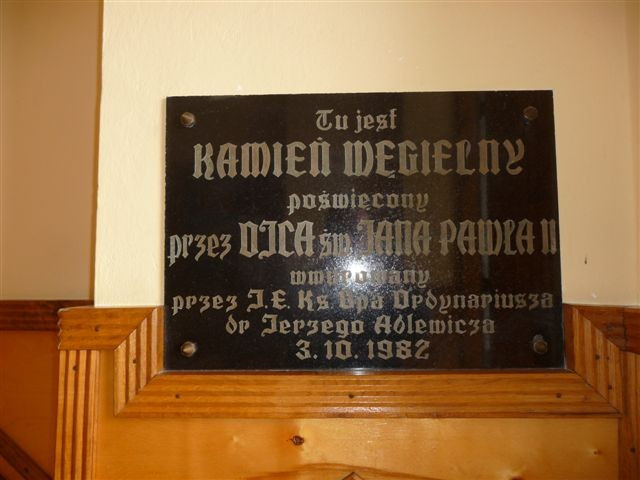 Tu jest
KAMIEŃ WĘGIELNY
poświęcony
przez OJCA św. JANA PAWŁA II
wmurowany
przez J.E. Ks Bpa Ordynariusza
dr Jerzego Ablewicza
3.10.1982